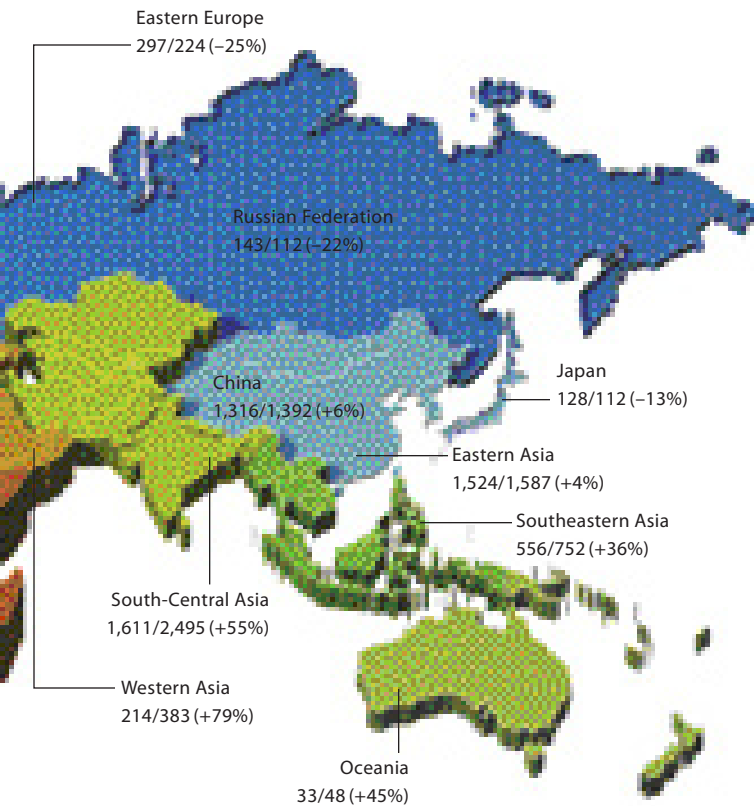 Eastern Europe
297/224 (–25%)
Russian Federation
143/112 (–22%)
Japan
128/112 (–13%)
China
1,316/1,392 (+6%)
Eastern Asia
1,524/1,587 (+4%)
Southeastern Asia
556/752 (+36%)
South-Central Asia
1,611/2,495 (+55%)
Western Asia
214/383 (+79%)
Oceania
33/48 (+45%)